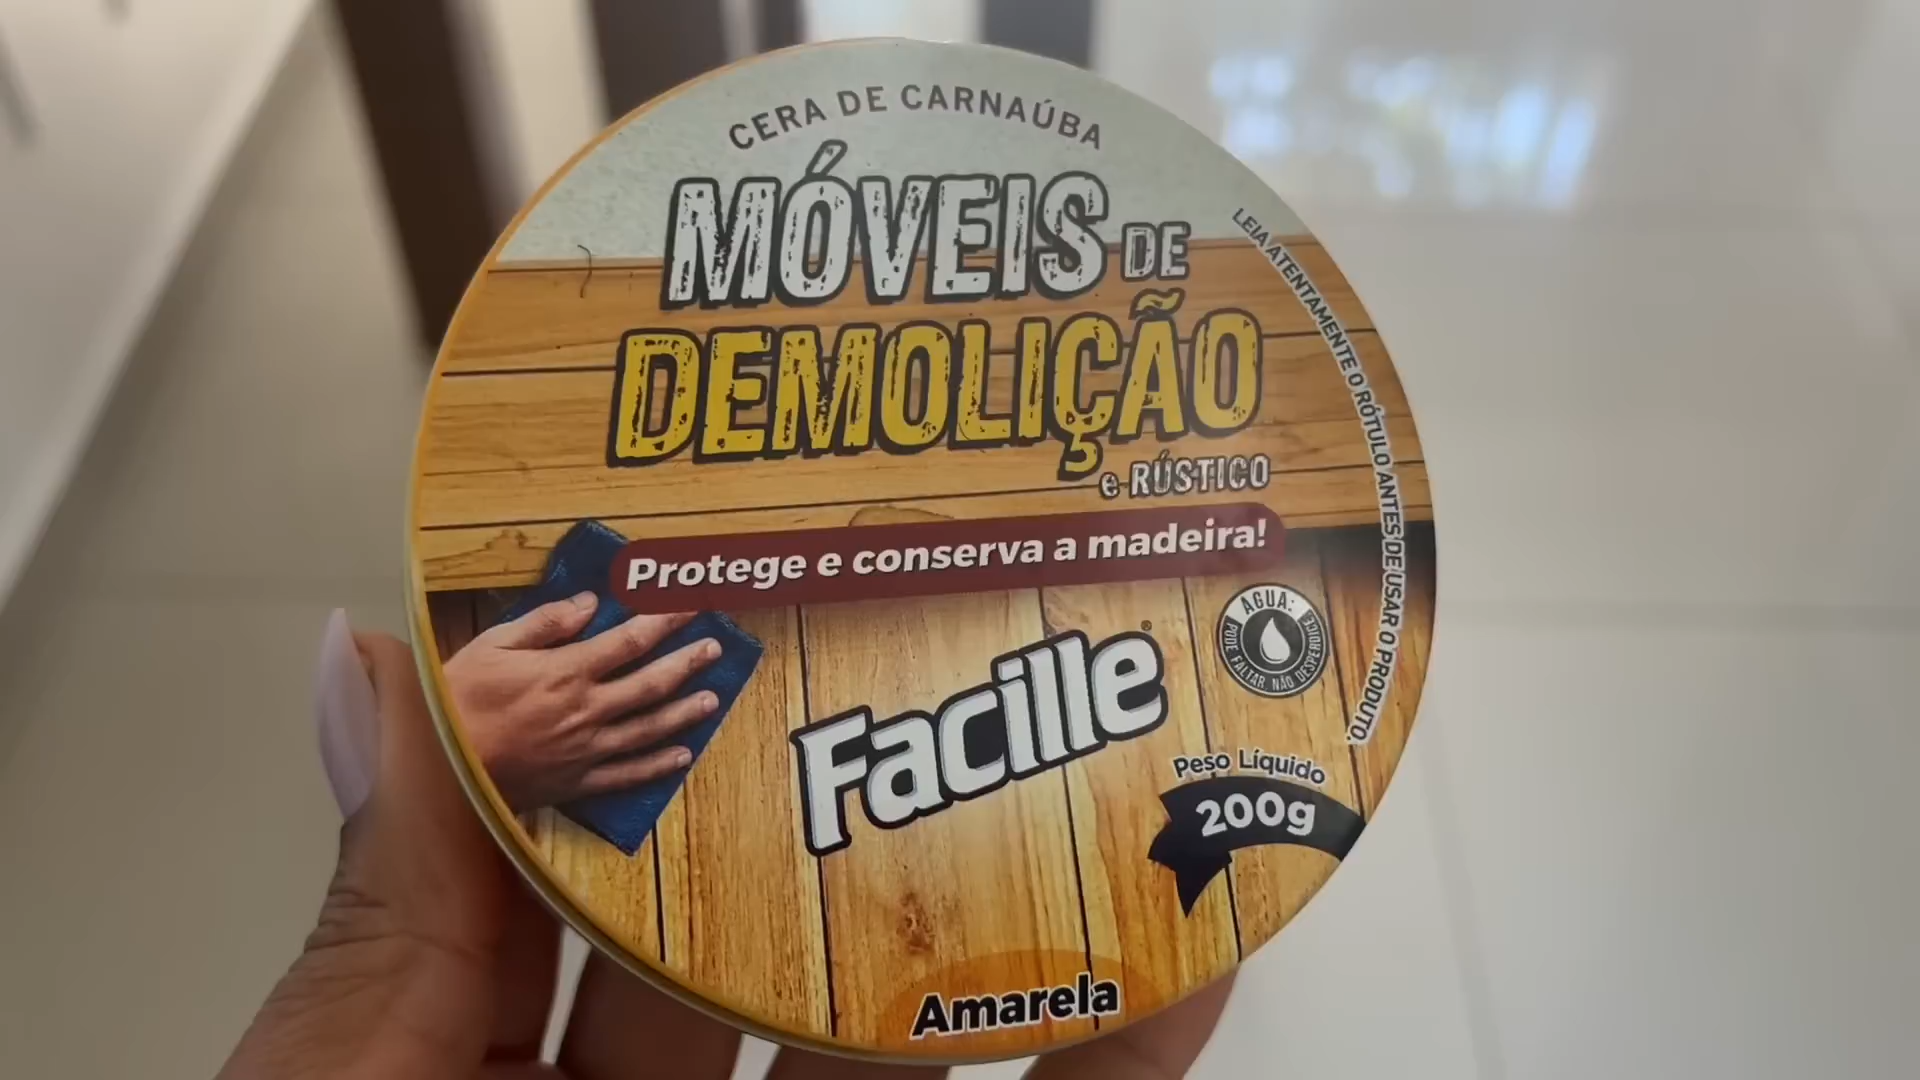 CERA DE CARNAÚBA
MÓVEIS DE
DEMOLIÇÃO
e RÚSTICO
LEIA ATENTAMENTE O RÓTULO ANTES DE USAR O PRODUTO.
Protege e conserva a madeira!
ÁGUA:
PODE FALTAR, NÃO DESPERDICE
Facille®
Peso Líquido
200g
Amarela